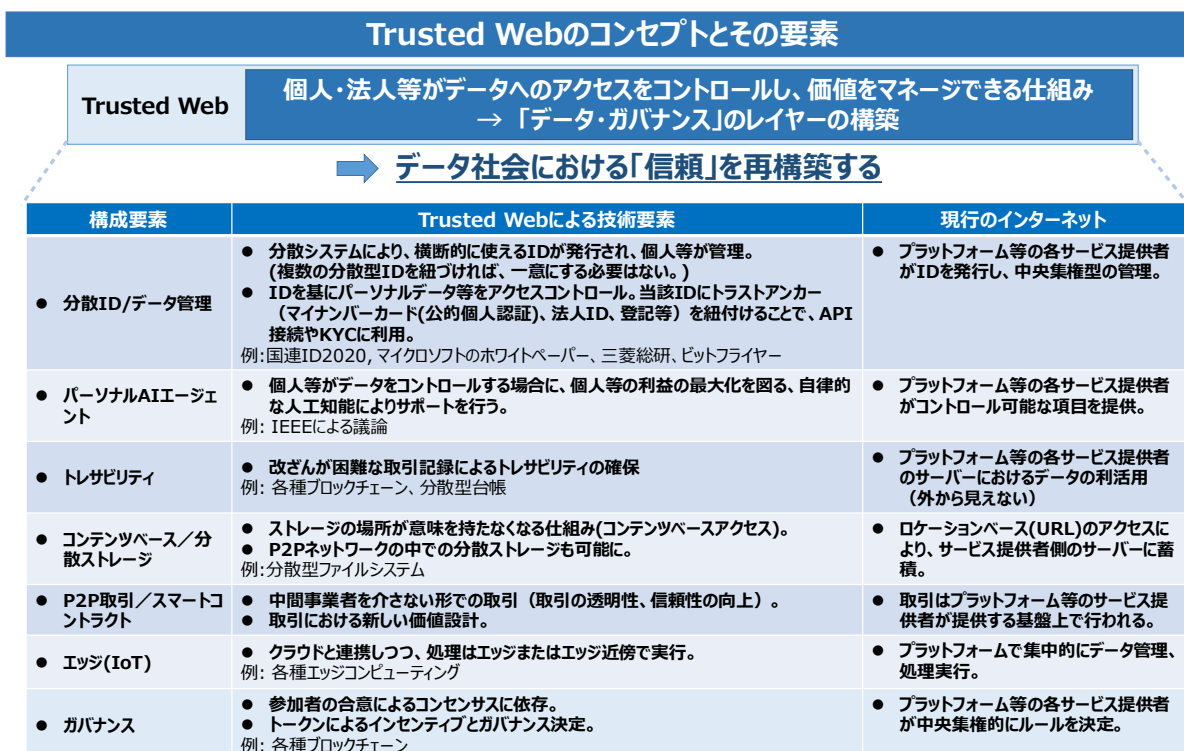 Trusted Webのコンセプトとその要素
Trusted Web
個人・法人等がデータへのアクセスをコントロールし、価値をマネージできる仕組み
→ 「データ・ガバナンス」のレイヤーの構築
データ社会における「信頼」を再構築する
構成要素
Trusted Webによる技術要素
現行のインターネット
● 分散ID/データ管理
● 分散システムにより、横断的に使えるIDが発行され、個人等が管理。
(複数の分散型IDを紐づければ、一意にする必要はない。)
● IDを基にパーソナルデータ等をアクセスコントロール。当該IDにトラストアンカー
（マイナンバーカード(公的個人認証)、法人ID、登記等）を紐付けることで、API
接続やKYCに利用。
例:国連ID2020, マイクロソフトのホワイトペーパー、三菱総研、ビットフライヤー
● プラットフォーム等の各サービス提供者
がIDを発行し、中央集権型の管理。
● パーソナルAIエージェ
ント
● 個人等がデータをコントロールする場合に、個人等の利益の最大化を図る、自律的
な人工知能によりサポートを行う。
例: IEEEによる議論
● プラットフォーム等の各サービス提供者
がコントロール可能な項目を提供。
● トレサビリティ
● 改ざんが困難な取引記録によるトレサビリティの確保
例: 各種ブロックチェーン、分散型台帳
● プラットフォーム等の各サービス提供者
のサーバーにおけるデータの利活用
（外から見えない）
● コンテンツベース／分
散ストレージ
● ストレージの場所が意味を持たなくなる仕組み(コンテンツベースアクセス)。
● P2Pネットワークの中での分散ストレージも可能に。
例:分散型ファイルシステム
● ロケーションベース(URL)のアクセスに
より、サービス提供者側のサーバーに蓄
積。
● P2P取引／スマートコ
ントラクト
● 中間事業者を介さない形での取引（取引の透明性、信頼性の向上）。
● 取引における新しい価値設計。
● 取引はプラットフォーム等のサービス提
供者が提供する基盤上で行われる。
● エッジ(IoT)
● クラウドと連携しつつ、処理はエッジまたはエッジ近傍で実行。
例: 各種エッジコンピューティング
● プラットフォームで集中的にデータ管理、
処理実行。
● ガバナンス
● 参加者の合意によるコンセンサスに依存。
● トークンによるインセンティブとガバナンス決定。
例: 各種ブロックチェーン
● プラットフォーム等の各サービス提供者
が中央集権的にルールを決定。